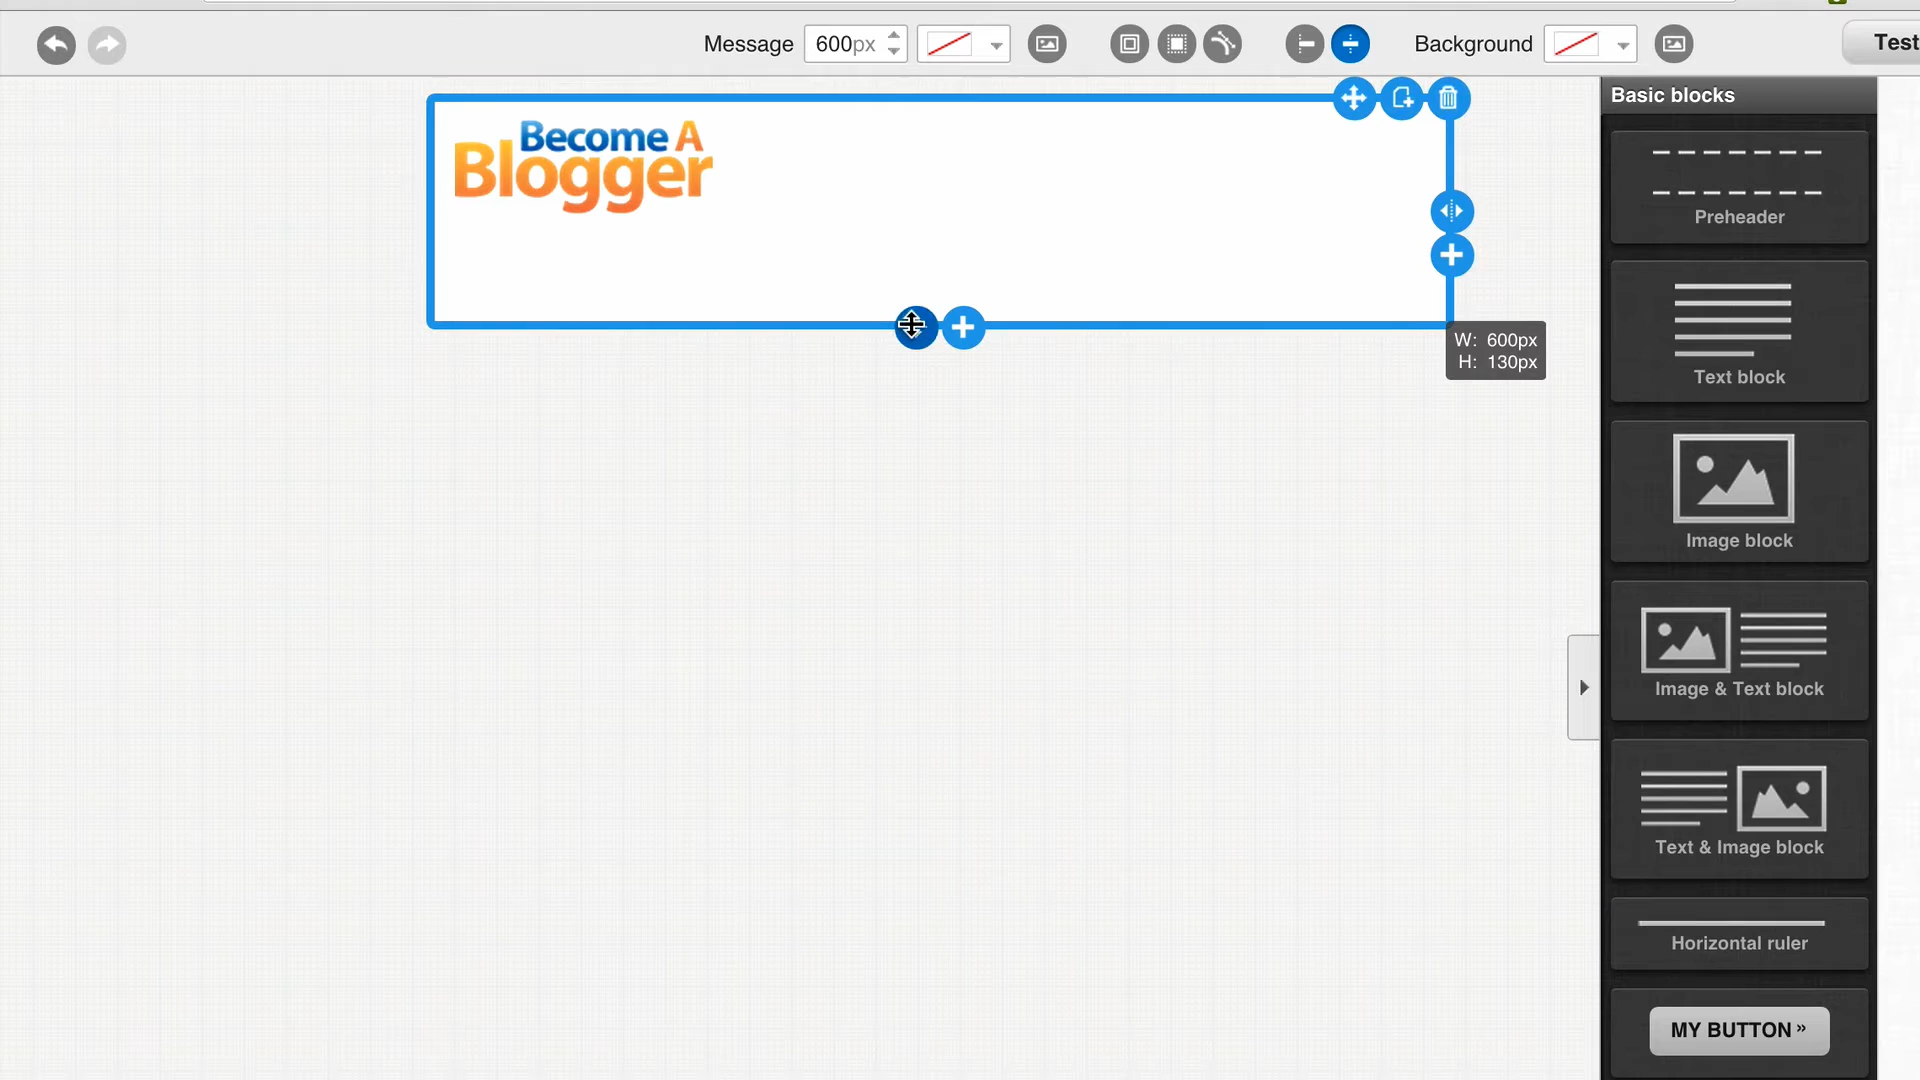 Message
600px
Background
Test
Become A
Blogger
W: 600px
H: 130px
Basic blocks
Preheader
Text block
Image block
Image & Text block
Text & Image block
Horizontal ruler
MY BUTTON »